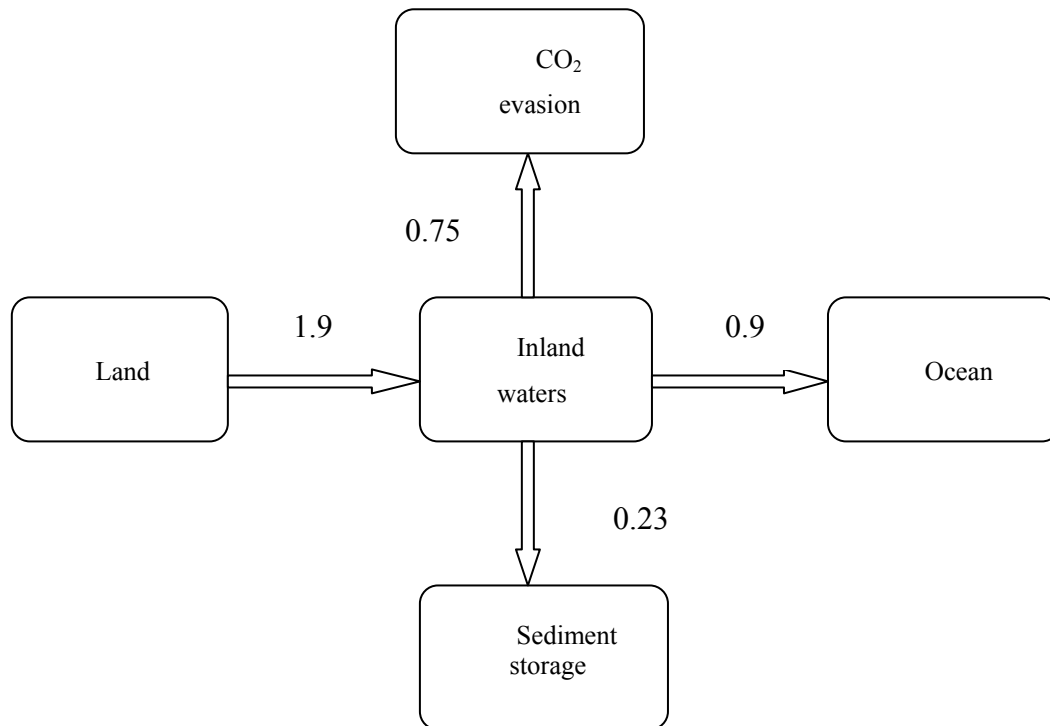 CO₂
evasion
0.75
1.9
0.9
Land
Inland
waters
Ocean
0.23
Sediment
storage